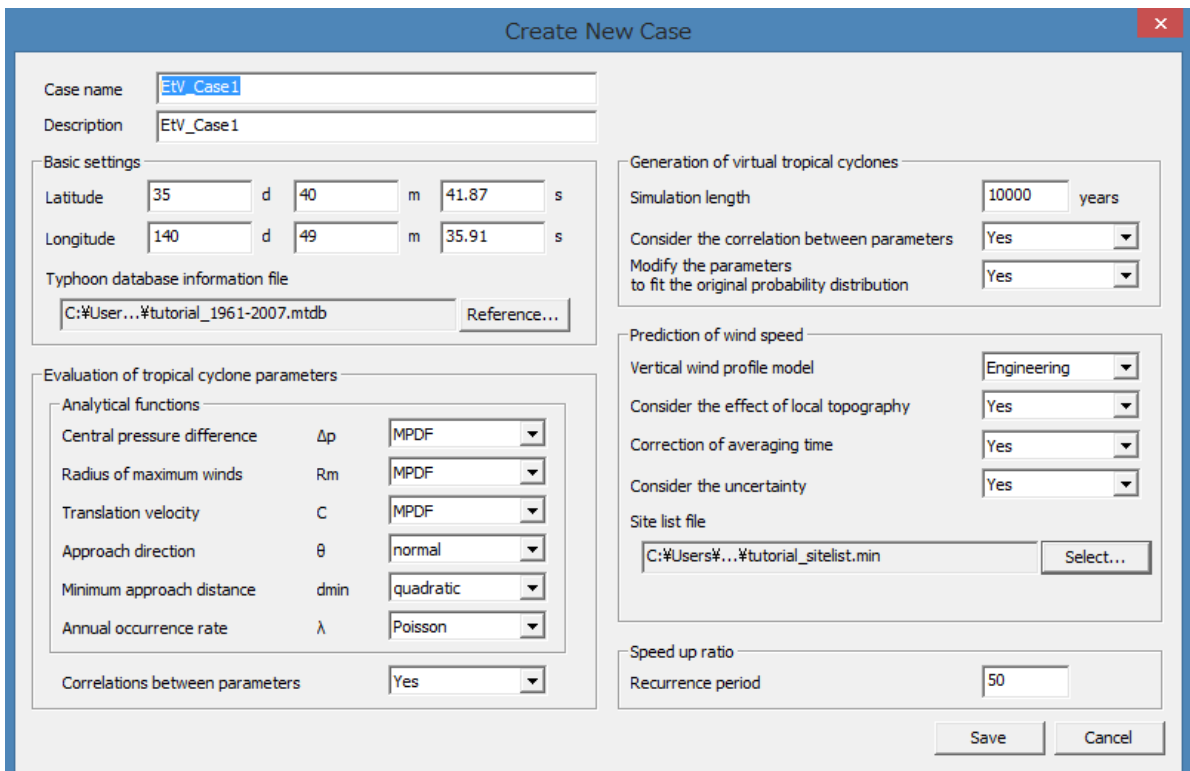 Create New Case
Case name EtV_Case1
Description EtV_Case1
Basic settings
Latitude 35 d 40 m 41.87 s
Longitude 140 d 49 m 35.91 s
Typhoon database information file
C:¥User...¥tutorial_1961-2007.mtdb Reference...
Evaluation of tropical cyclone parameters
Analytical functions
Central pressure difference Δp MPDF
Radius of maximum winds Rm MPDF
Translation velocity C MPDF
Approach direction θ normal
Minimum approach distance dmin quadratic
Annual occurrence rate λ Poisson
Correlations between parameters Yes
Generation of virtual tropical cyclones
Simulation length 10000 years
Consider the correlation between parameters Yes
Modify the parameters
to fit the original probability distribution Yes
Prediction of wind speed
Vertical wind profile model Engineering
Consider the effect of local topography Yes
Correction of averaging time Yes
Consider the uncertainty Yes
Site list file
C:¥Users¥...¥tutorial_sitelist.min Select...
Speed up ratio
Recurrence period 50
Save Cancel